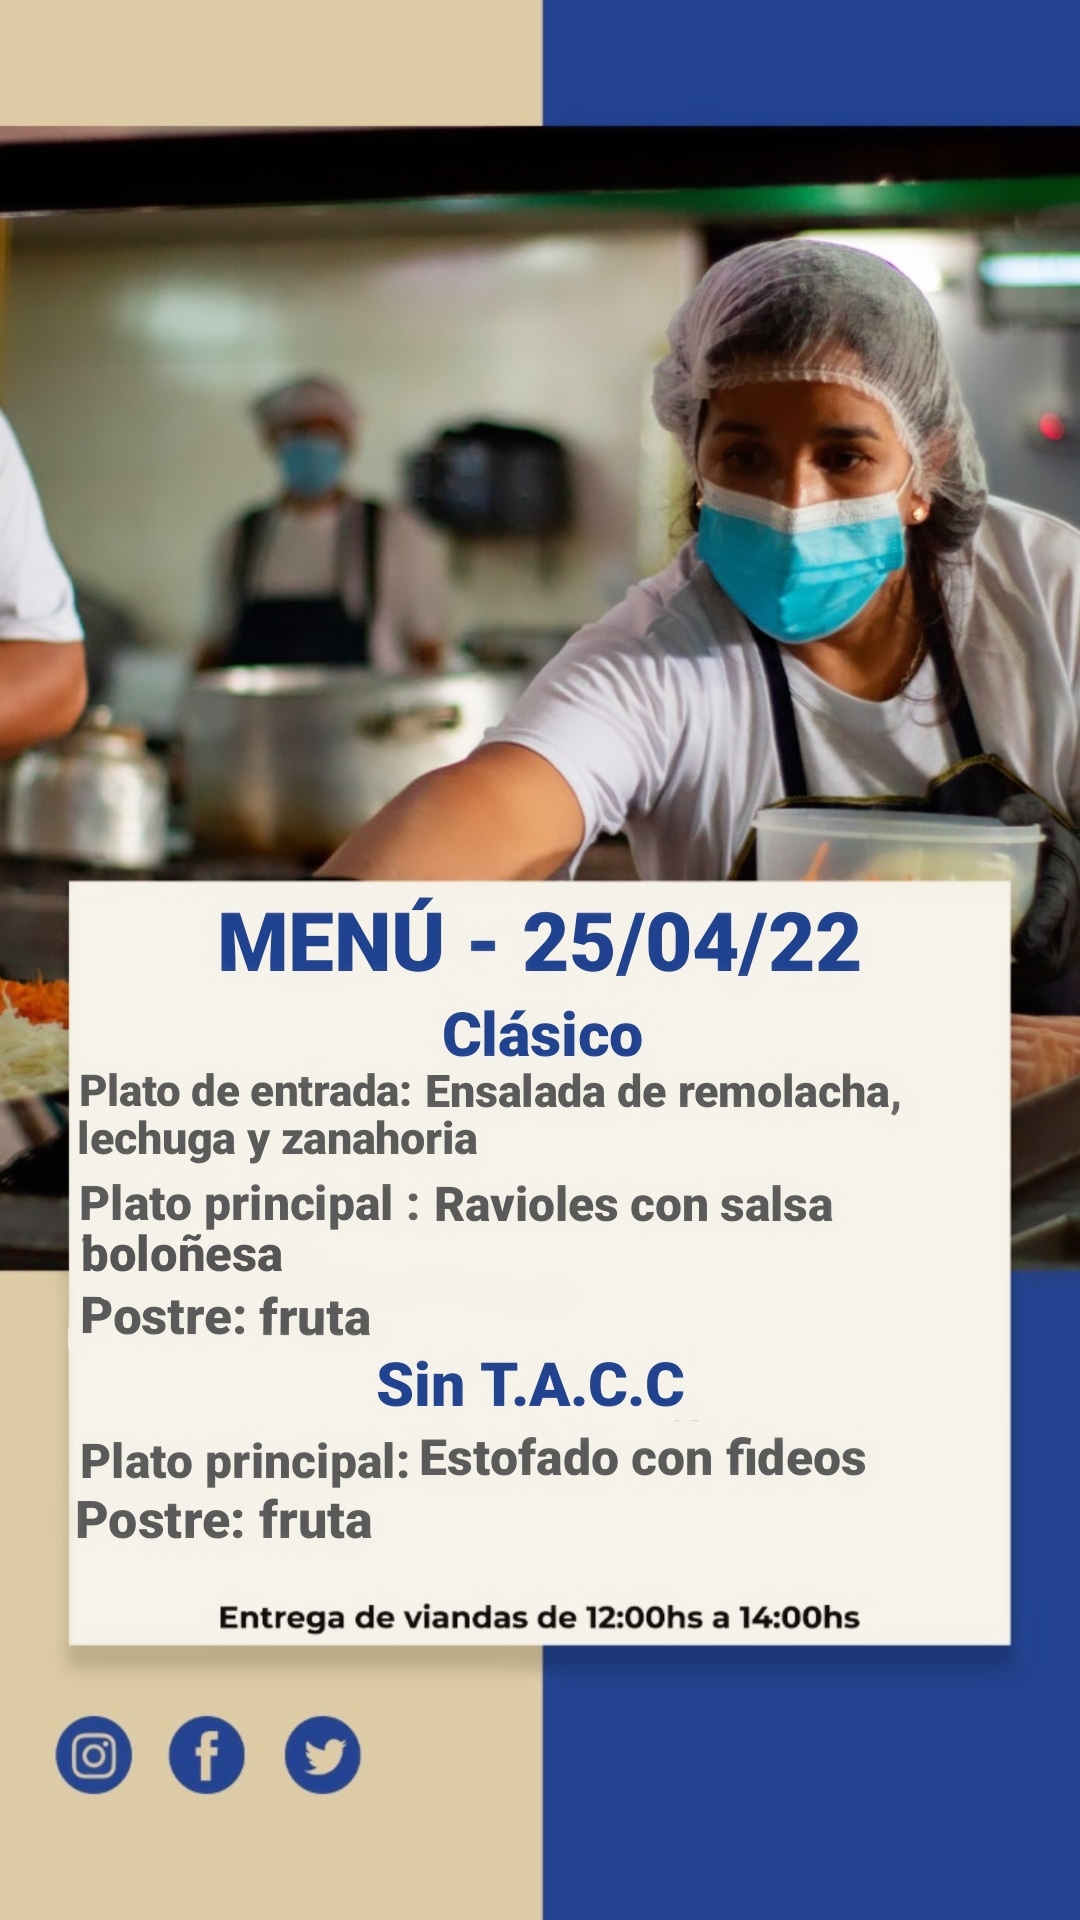 MENÚ - 25/04/22
Clásico
Plato de entrada: Ensalada de remolacha,
lechuga y zanahoria
Plato principal : Ravioles con salsa
boloñesa
Postre: fruta
Sin T.A.C.C
Plato principal: Estofado con fideos
Postre: fruta
Entrega de viandas de 12:00hs a 14:00hs